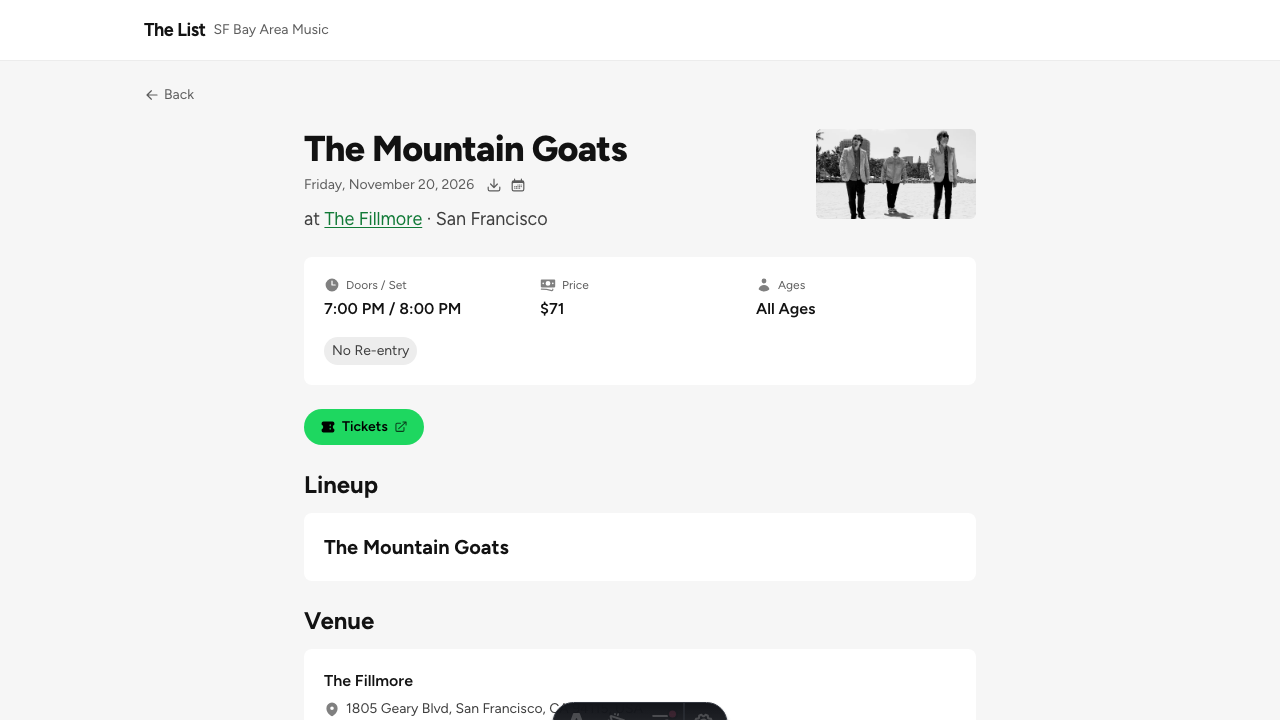 The List SF Bay Area Music
Back
The Mountain Goats
Friday, November 20, 2026
at The Fillmore · San Francisco
Doors / Set
7:00 PM / 8:00 PM
Price
$71
Ages
All Ages
No Re-entry
Tickets
Lineup
The Mountain Goats
Venue
The Fillmore
1805 Geary Blvd, San Francisco,